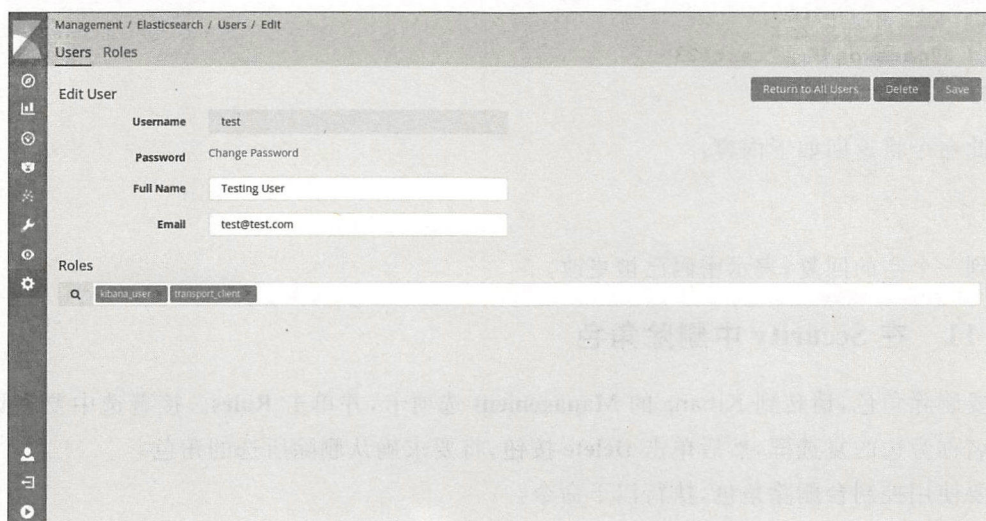 Management / Elasticsearch / Users / Edit
Users Roles
Edit User
Return to All Users Delete Save
Username test
Password Change Password
Full Name Testing User
Email test@test.com
Roles
kibana_user transport_client